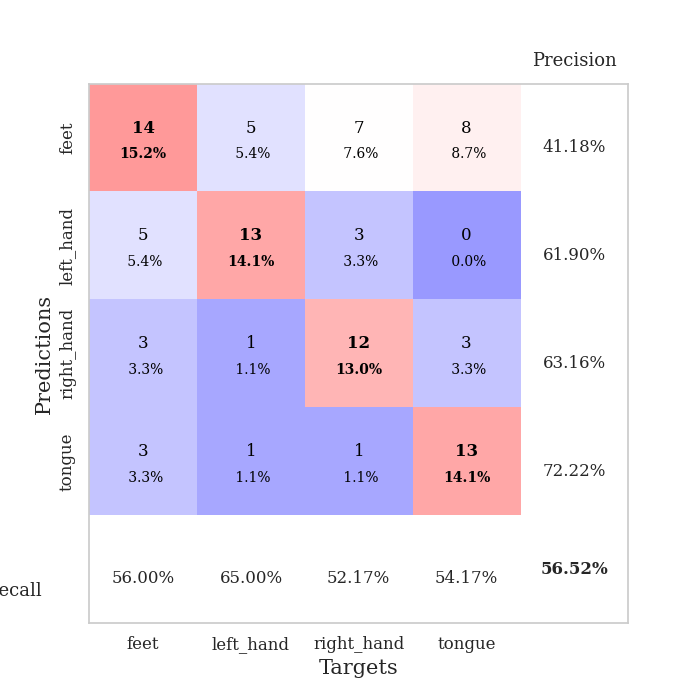 Precision
feet 14 5 7 8
15.2% 5.4% 7.6% 8.7% 41.18%
left_hand 5 13 3 0
5.4% 14.1% 3.3% 0.0% 61.90%
Predictions
right_hand 3 1 12 3
3.3% 1.1% 13.0% 3.3% 63.16%
tongue 3 1 1 13
3.3% 1.1% 1.1% 14.1% 72.22%
ecall 56.00% 65.00% 52.17% 54.17% 56.52%
feet left_hand right_hand tongue
Targets